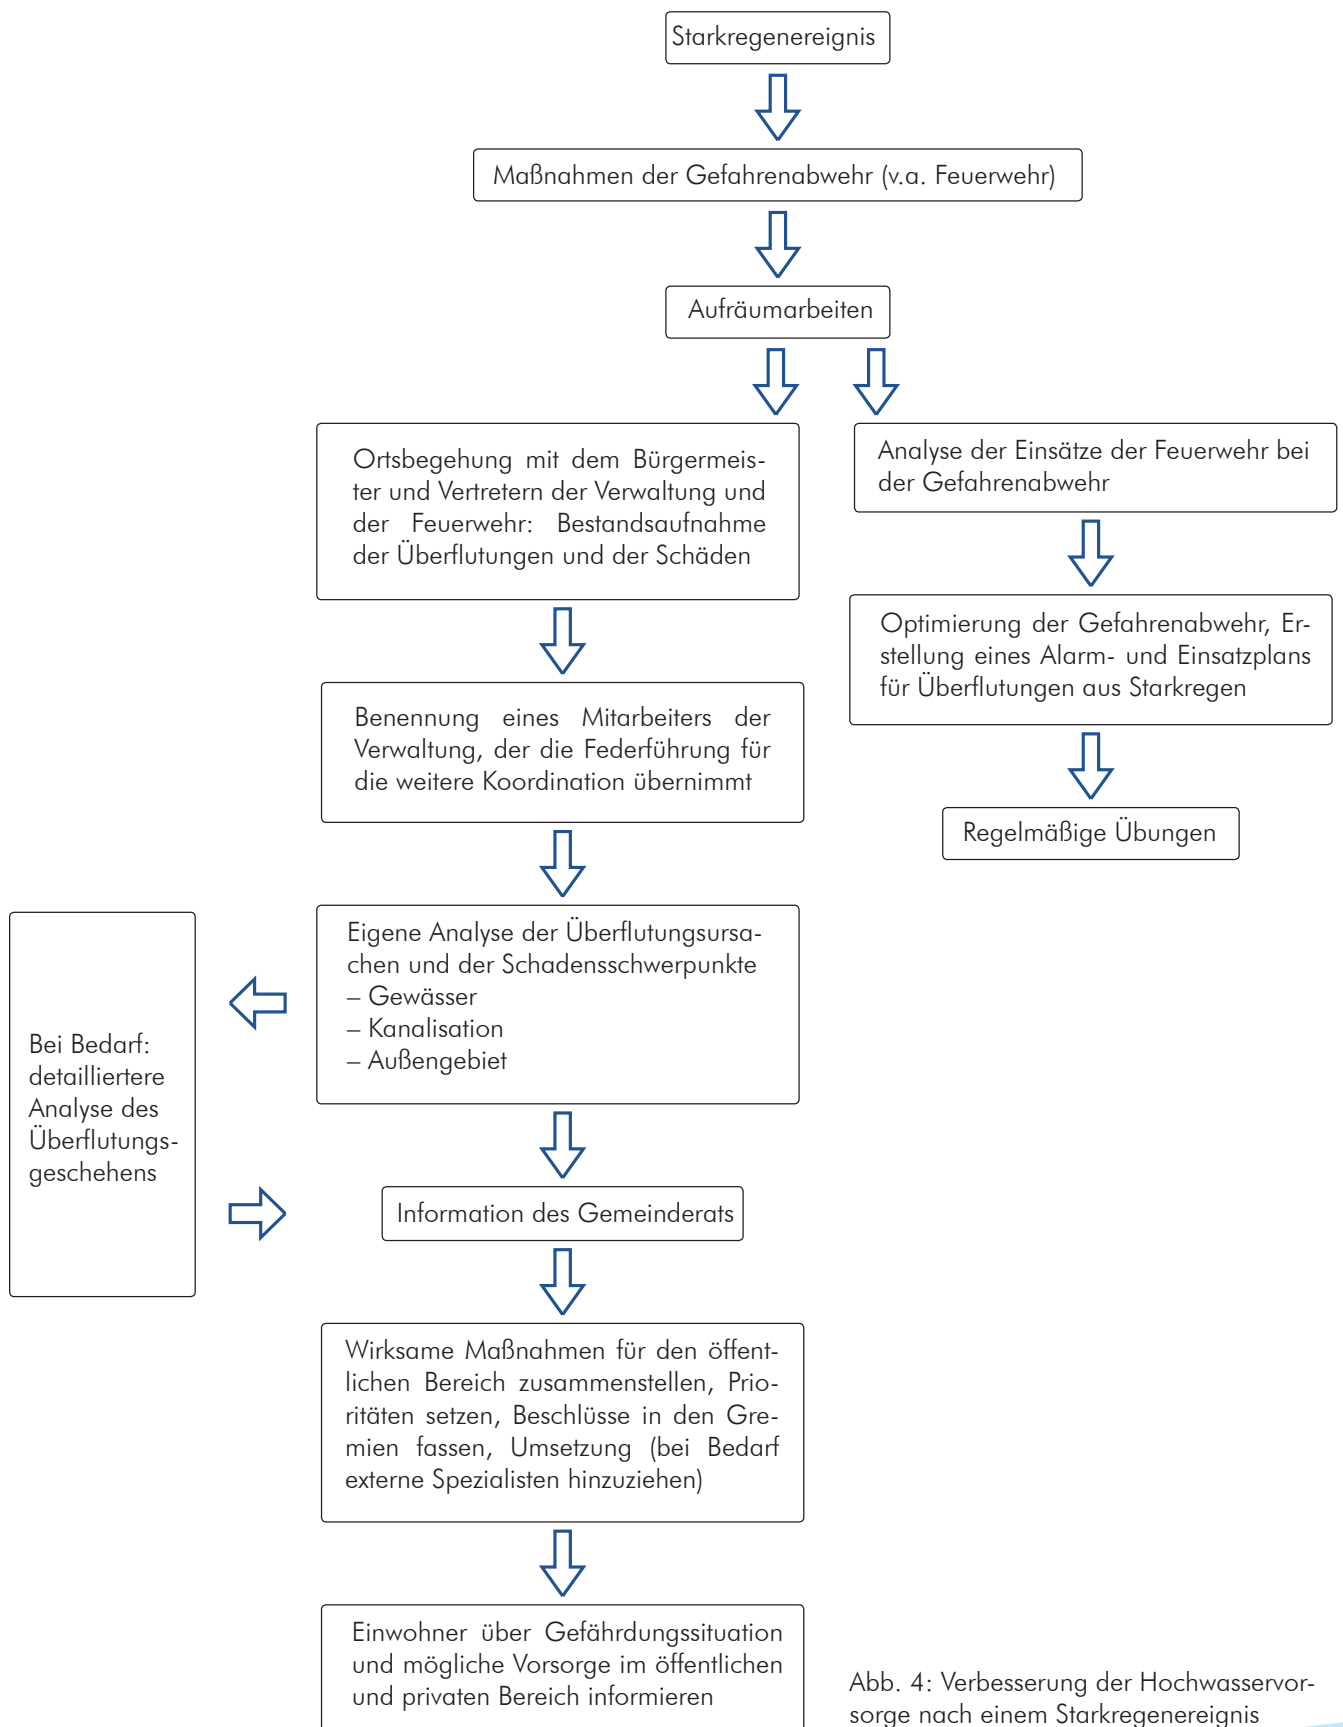 Starkregenereignis
Maßnahmen der Gefahrenabwehr (v.a. Feuerwehr)
Aufräumarbeiten
Ortsbegehung mit dem Bürgermeis-
ter und Vertretern der Verwaltung und
der Feuerwehr: Bestandsaufnahme
der Überflutungen und der Schäden
Analyse der Einsätze der Feuerwehr bei
der Gefahrenabwehr
Optimierung der Gefahrenabwehr, Er-
stellung eines Alarm- und Einsatzplans
für Überflutungen aus Starkregen
Benennung eines Mitarbeiters der
Verwaltung, der die Federführung für
die weitere Koordination übernimmt
Regelmäßige Übungen
Eigene Analyse der Überflutungsursa-
chen und der Schadensschwerpunkte
– Gewässer
– Kanalisation
– Außengebiet
Bei Bedarf:
detailliertere
Analyse des
Überflutungs-
geschehens
Information des Gemeinderats
Wirksame Maßnahmen für den öffent-
lichen Bereich zusammenstellen, Prio-
ritäten setzen, Beschlüsse in den Gre-
mien fassen, Umsetzung (bei Bedarf
externe Spezialisten hinzuziehen)
Einwohner über Gefährdungssituation
und mögliche Vorsorge im öffentlichen
und privaten Bereich informieren
Abb. 4: Verbesserung der Hochwasservor-
sorge nach einem Starkregenereignis